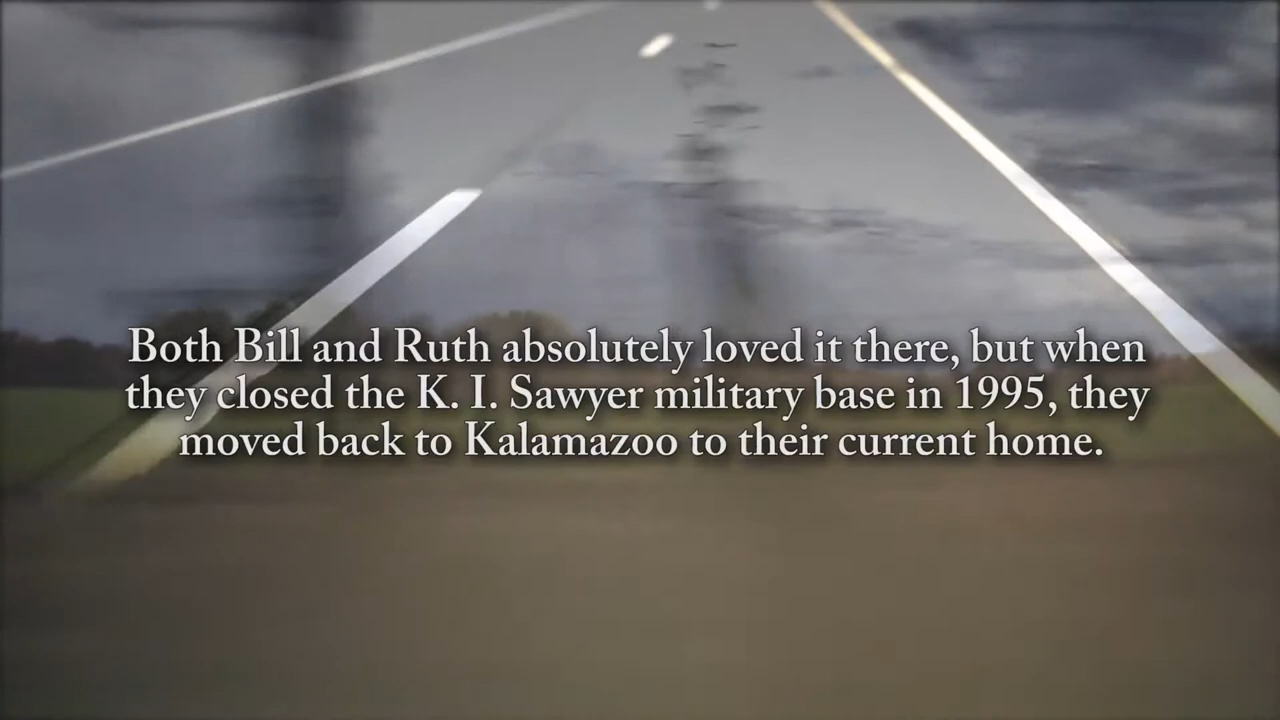 Both Bill and Ruth absolutely loved it there, but when
they closed the K. I. Sawyer military base in 1995, they
moved back to Kalamazoo to their current home.